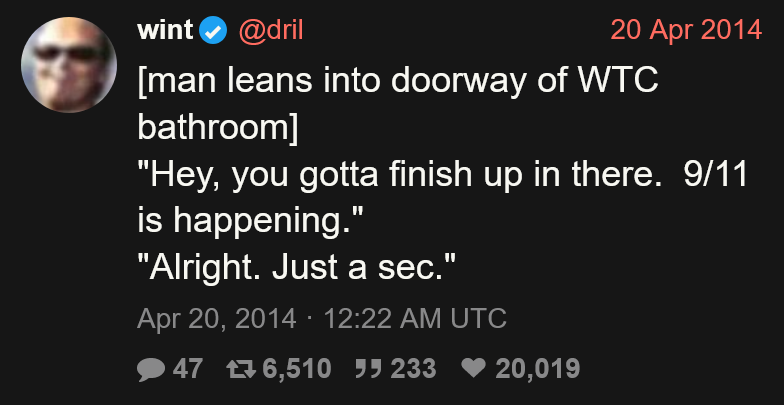 wint @dril 20 Apr 2014
[man leans into doorway of WTC
bathroom]
"Hey, you gotta finish up in there.  9/11
is happening."
"Alright. Just a sec."
Apr 20, 2014 · 12:22 AM UTC
47 6,510 233 20,019